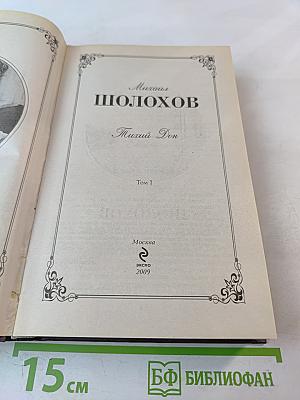 Михаил
ШОЛОХОВ
Тихий Дон
Том 1
Москва
ЭКСМО
2009
15 см
БФ БИБЛИОФАН